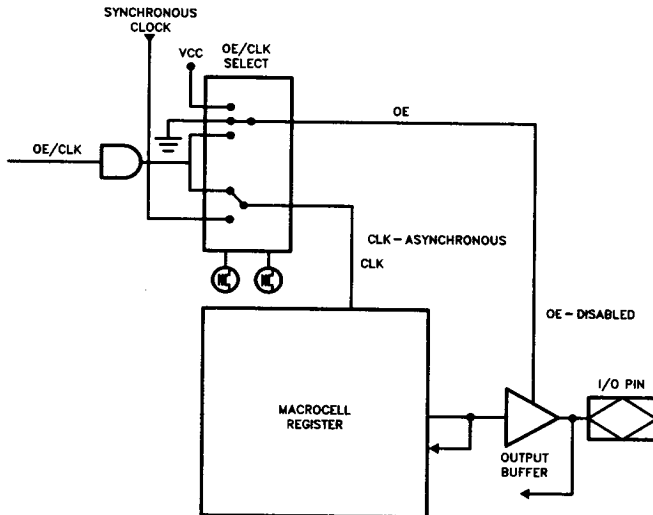 SYNCHRONOUS
CLOCK
OE/CLK
SELECT
VCC
OE
OE/CLK
CLK-ASYNCHRONOUS
CLK
OE-DISABLED
I/O PIN
MACROCELL
REGISTER
OUTPUT
BUFFER